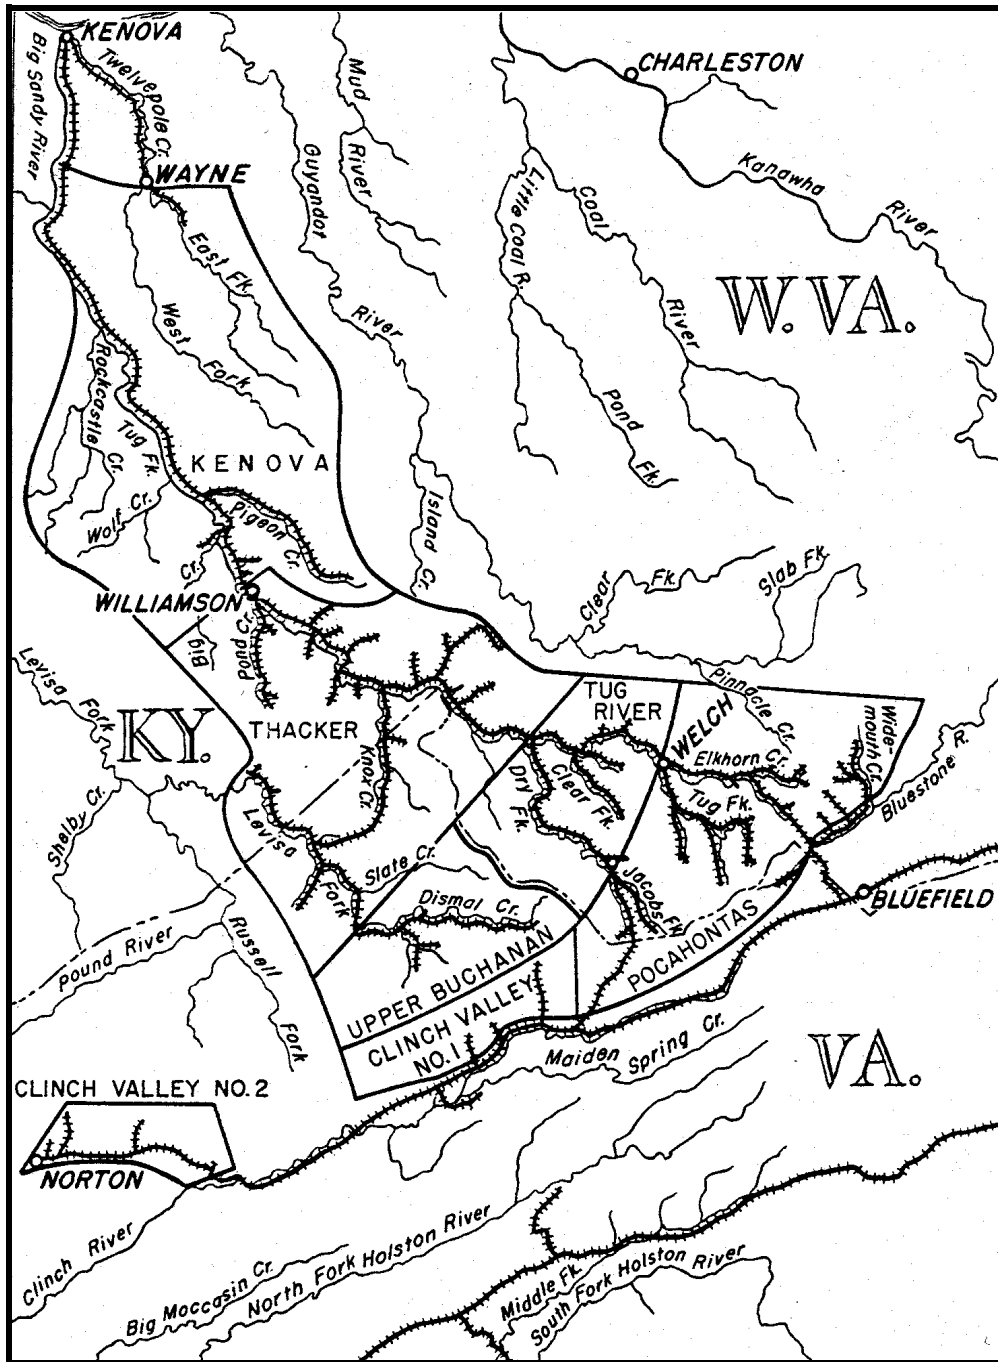 KENOVA
Big Sandy River
Twelvepole Cr.
Mud
River
CHARLESTON
WAYNE
Guyandot
River
Little Coal R.
Coal
River
Kanawha
River
East Fk.
West
Fork
W. VA.
Rockcastle Cr.
Tug Fk.
Pond
Fk.
KENOVA
Wolf Cr.
Pigeon Cr.
Island Cr.
Clear
Fk.
Slab Fk.
Cr.
WILLIAMSON
Big
Pond Cr.
Levisa
Fork
KY.
THACKER
TUG
RIVER
WELCH
Pinnacle Cr.
Wide-
mouth Cr.
Bluestone R.
Knox Cr.
Elkhorn Cr.
Dry
Fk.
Clear Fk.
Tug Fk.
Shelby Cr.
Levisa
Fork
Slate Cr.
Dismal Cr.
Jacobs
Fk.
BLUEFIELD
Pound River
Russell
Fork
UPPER BUCHANAN
POCAHONTAS
CLINCH VALLEY
NO. 1
Maiden
Spring Cr.
VA.
CLINCH VALLEY NO. 2
NORTON
Clinch River
Big Moccasin Cr.
North Fork Holston River
Middle Fk.
South Fork Holston River